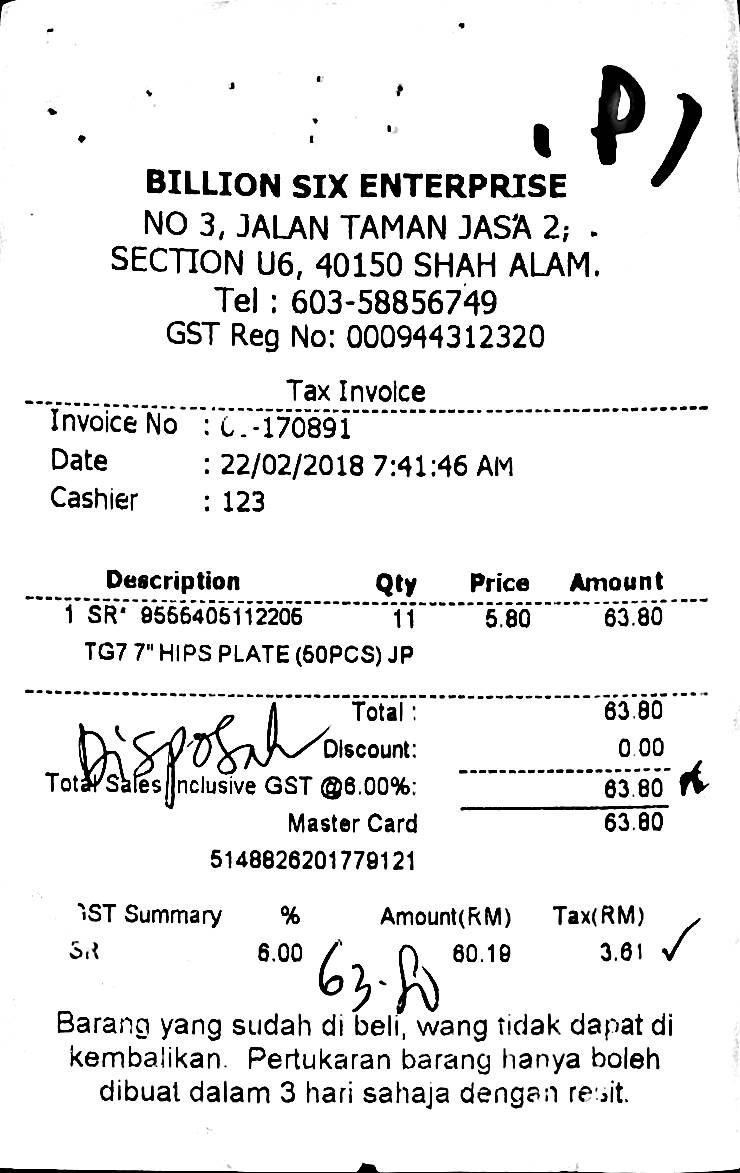 P)
BILLION SIX ENTERPRISE
NO 3, JALAN TAMAN JASA 2,
SECTION U6, 40150 SHAH ALAM.
Tel : 603-58856749
GST Reg No: 000944312320
Tax Invoice
Invoice No : -170891
Date : 22/02/2018 7:41:46 AM
Cashier : 123
Description Qty Price Amount
1 SR* 9556405112205 11 5.80 63.80
TG7 7" HIPS PLATE (50PCS) JP
Total : 63.80
Disposal
Discount: 0.00
Total Sales Inclusive GST @6.00%: 63.80
Master Card 63.80
5148826201779121
GST Summary % Amount(RM) Tax(RM)
SR 6.00 60.19 3.61
63.80
Barang yang sudah di beli, wang tidak dapat di
kembalikan. Pertukaran barang hanya boleh
dibuat dalam 3 hari sahaja dengan resit.